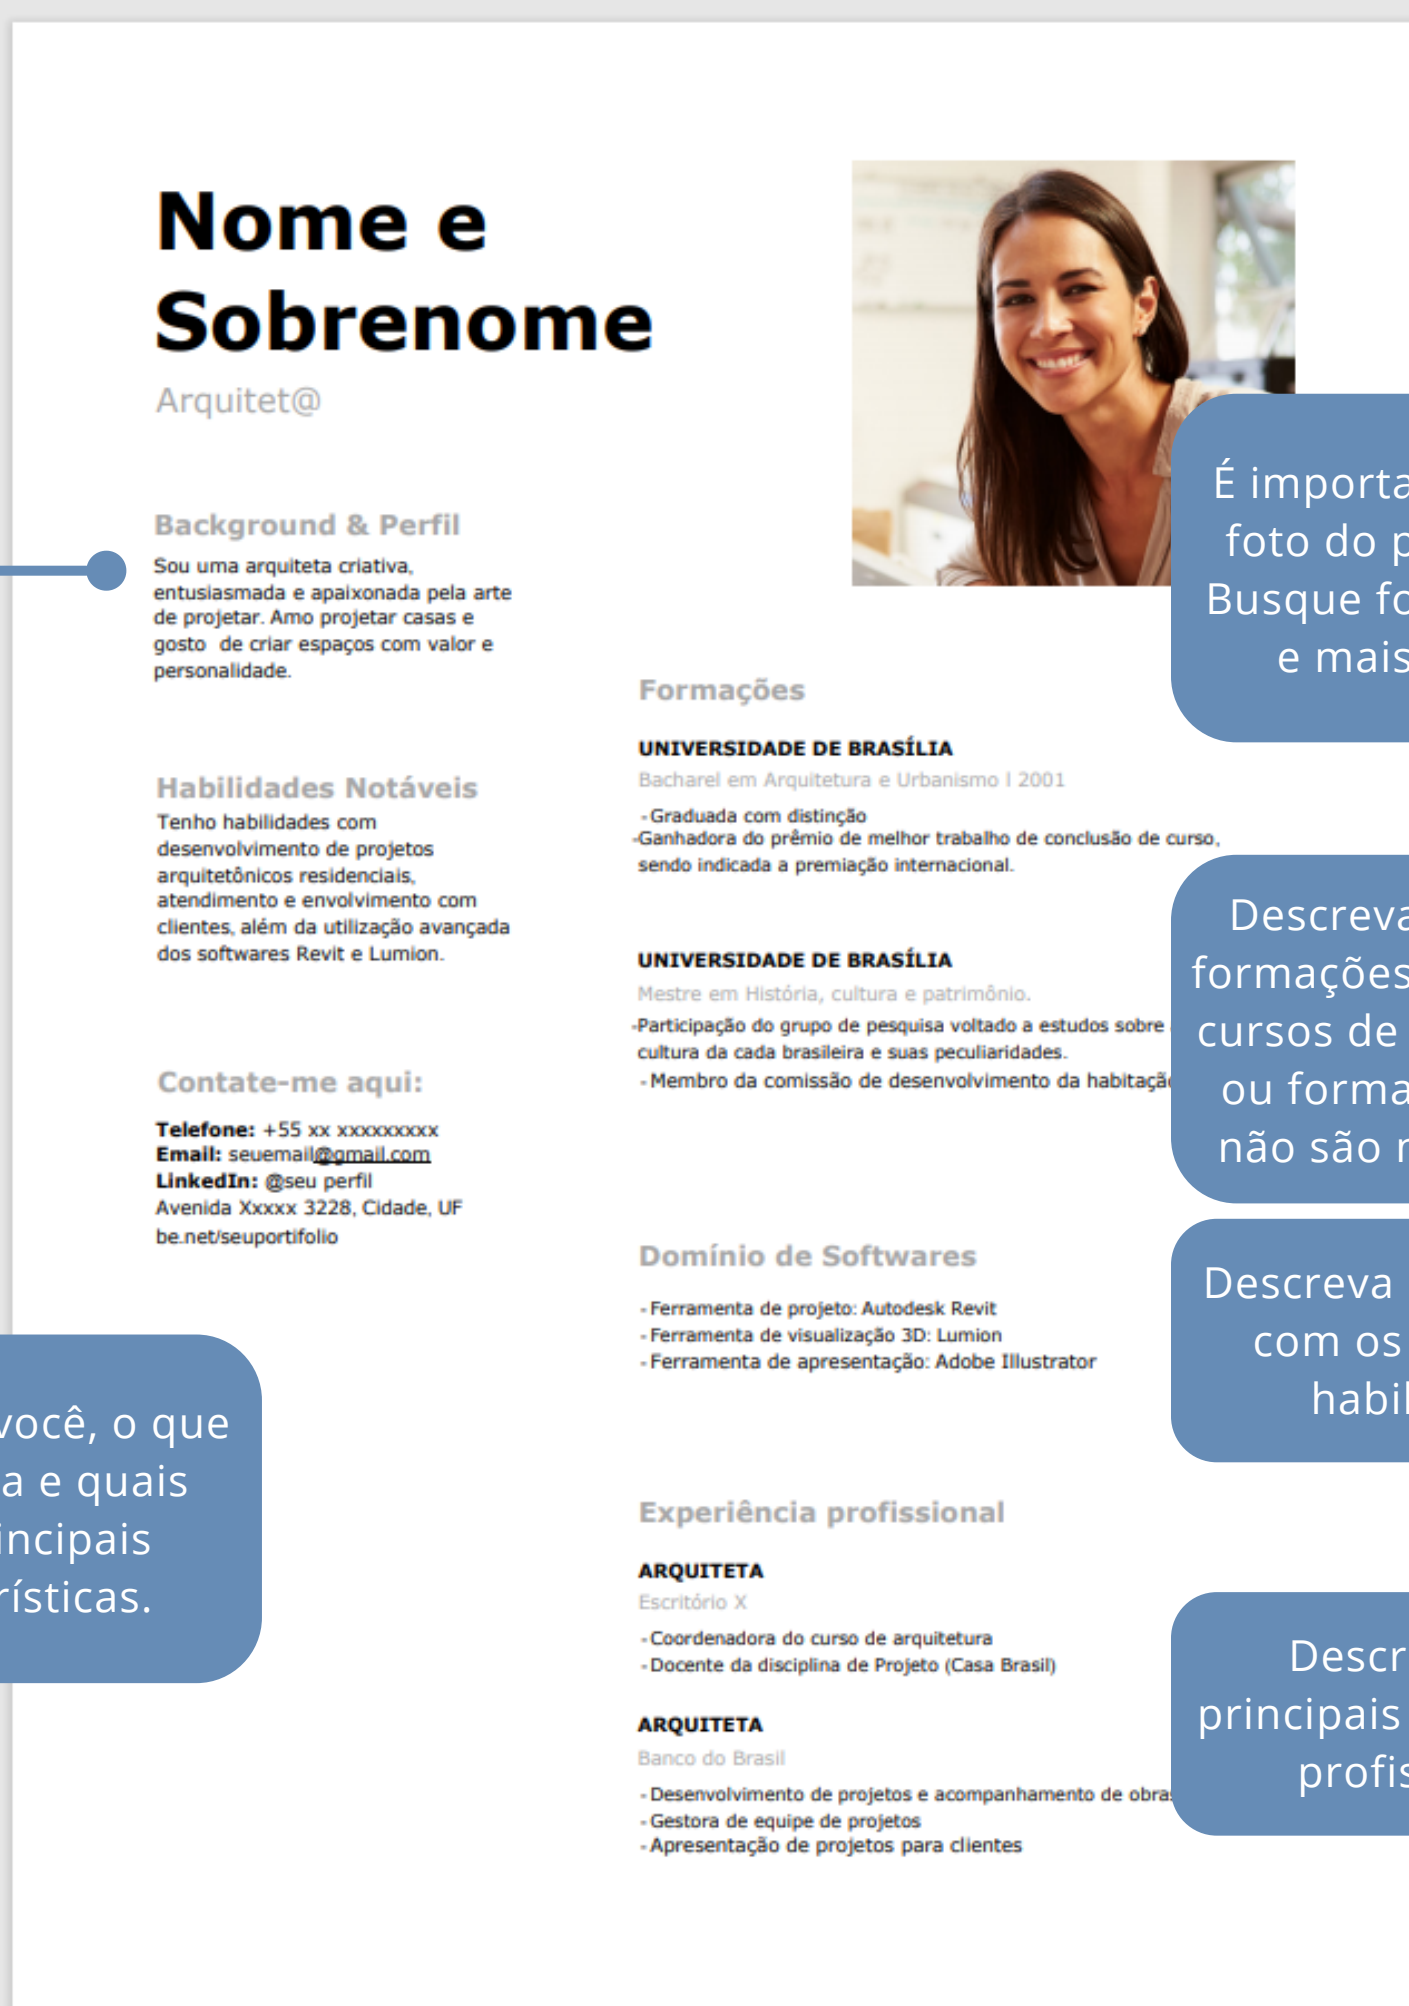 Nome e
Sobrenome
Arquitet@
Background & Perfil
Sou uma arquiteta criativa,
entusiasmada e apaixonada pela arte
de projetar. Amo projetar casas e
gosto  de criar espaços com valor e
personalidade.
Habilidades Notáveis
Tenho habilidades com
desenvolvimento de projetos
arquitetônicos residenciais,
atendimento e envolvimento com
clientes, além da utilização avançada
dos softwares Revit e Lumion.
Contate-me aqui:
Telefone: +55 xx xxxxxxxxx
Email: seuemail@gmail.com
LinkedIn: @seu perfil
Avenida Xxxxx 3228, Cidade, UF
be.net/seuportifolio
você, o que
a e quais
incipais
rísticas.
Formações
UNIVERSIDADE DE BRASÍLIA
Bacharel em Arquitetura e Urbanismo l 2001
- Graduada com distinção
-Ganhadora do prêmio de melhor trabalho de conclusão de curso,
sendo indicada a premiação internacional.
UNIVERSIDADE DE BRASÍLIA
Mestre em História, cultura e patrimônio.
-Participação do grupo de pesquisa voltado a estudos sobre
cultura da cada brasileira e suas peculiaridades.
- Membro da comissão de desenvolvimento da habitaçã
Domínio de Softwares
- Ferramenta de projeto: Autodesk Revit
- Ferramenta de visualização 3D: Lumion
- Ferramenta de apresentação: Adobe Illustrator
Experiência profissional
ARQUITETA
Escritório X
- Coordenadora do curso de arquitetura
- Docente da disciplina de Projeto (Casa Brasil)
ARQUITETA
Banco do Brasil
- Desenvolvimento de projetos e acompanhamento de obra
- Gestora de equipe de projetos
- Apresentação de projetos para clientes
É importa
foto do p
Busque fo
e mais
Descreva
formações
cursos de
ou forma
não são
Descreva
com os
habil
Descr
principais
profis